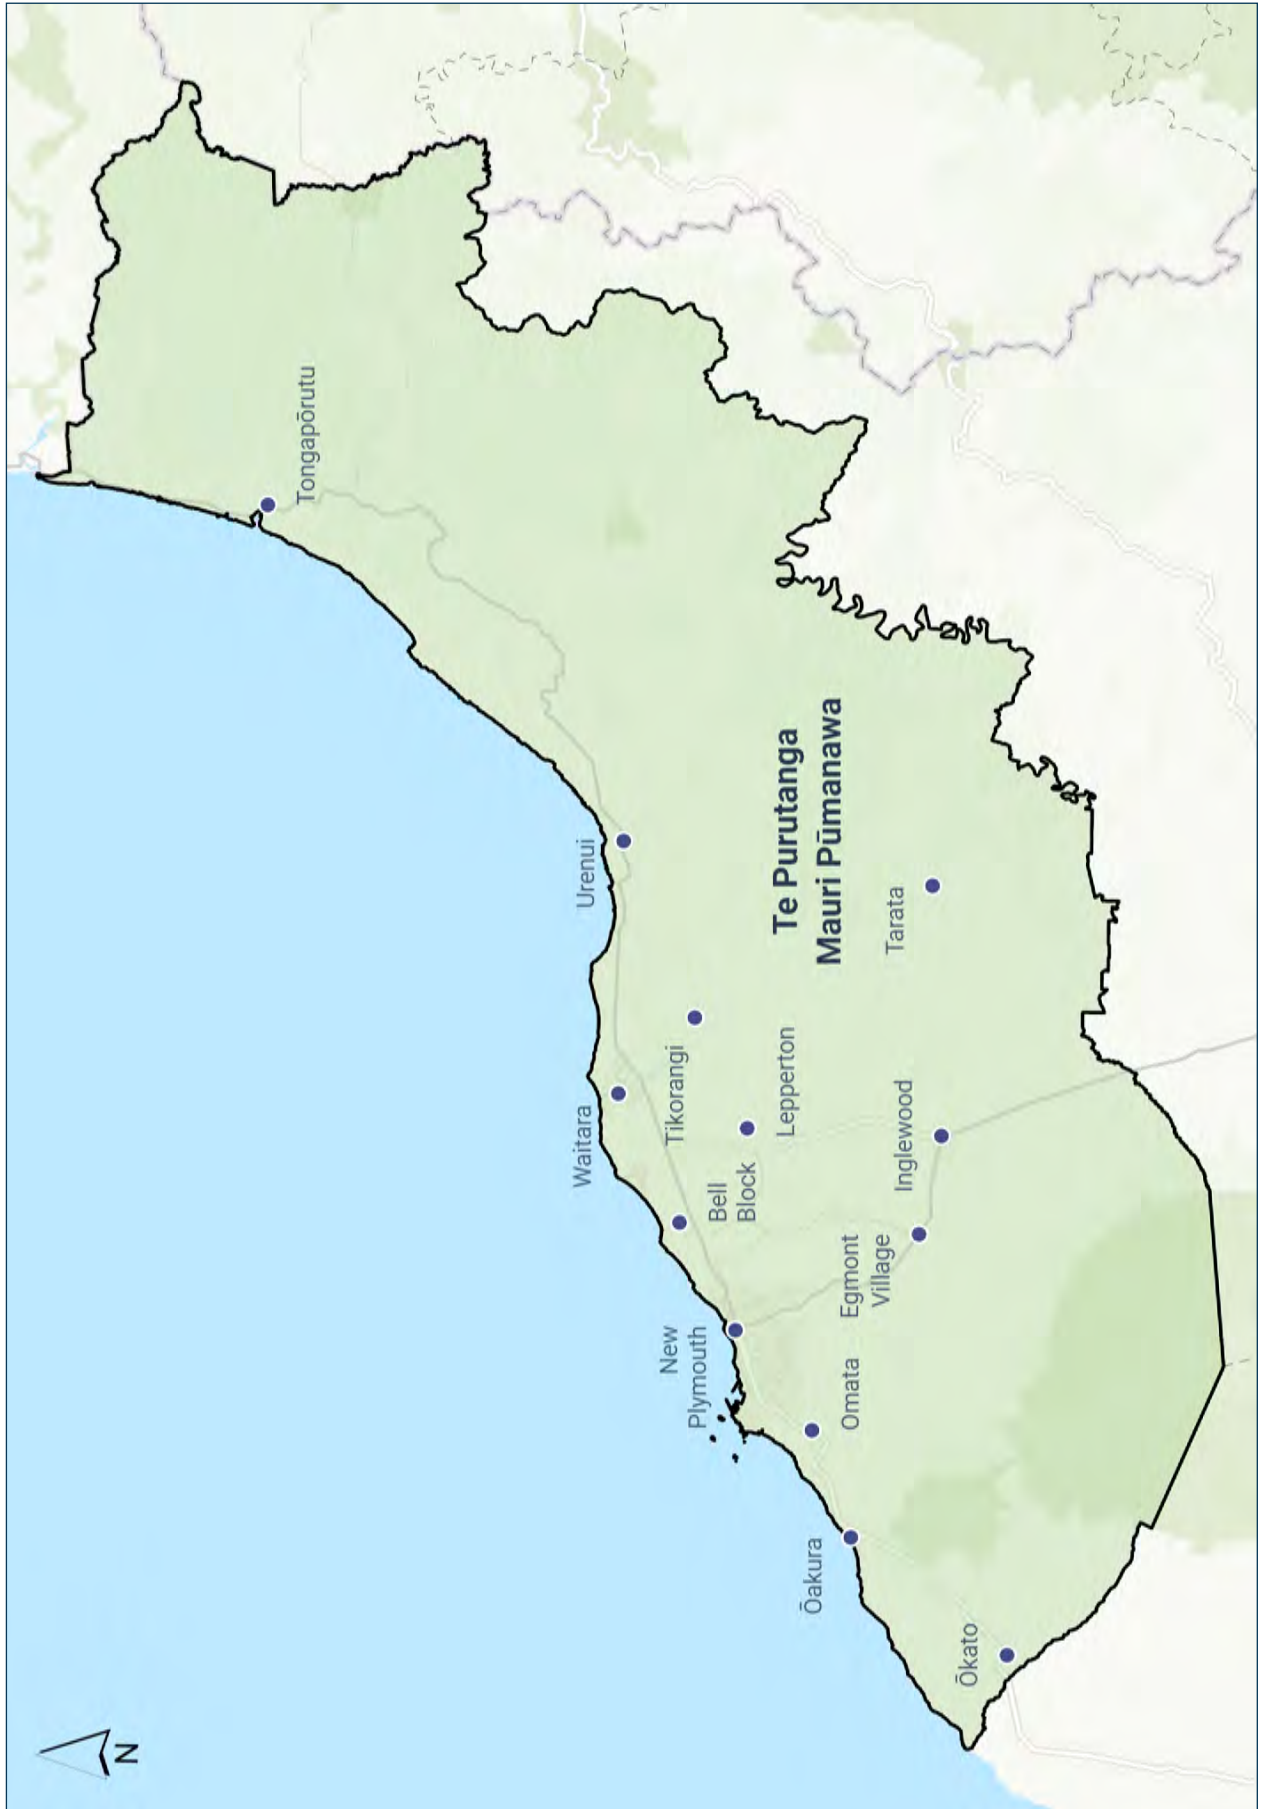 Tongapōrutu
Urenui
Te Purutanga
Mauri Pūmanawa
Tarata
Waitara
Tikorangi
Lepperton
Bell
Block
Inglewood
New
Plymouth
Egmont
Village
Omata
Ōakura
Ōkato
N